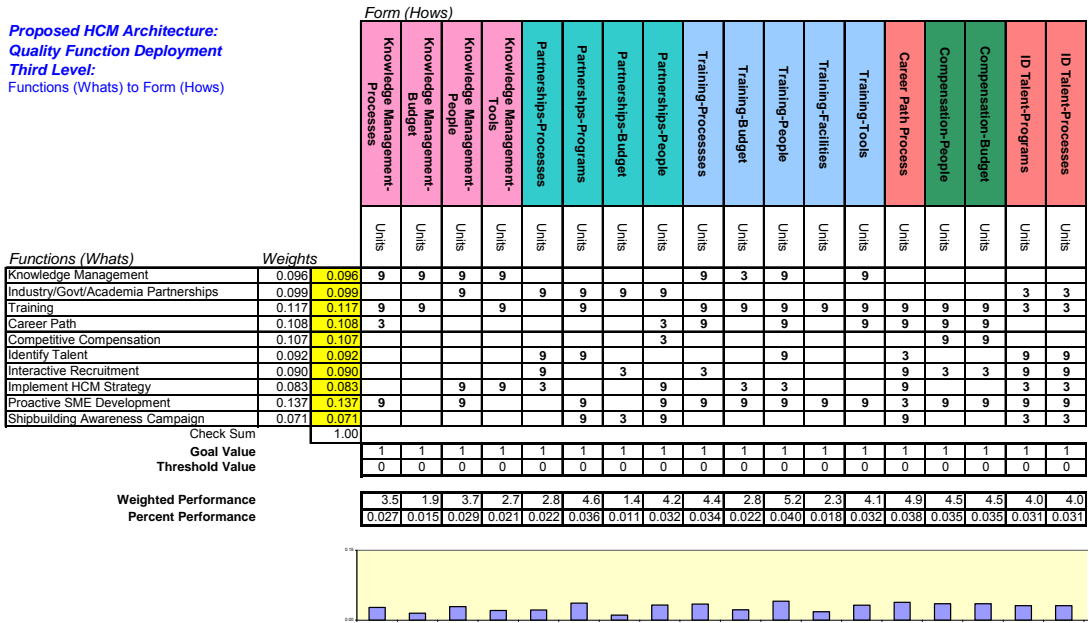 Form (Hows)
Proposed HCM Architecture:
Quality Function Deployment
Third Level:
Functions (Whats) to Form (Hows)
Knowledge Management-
Processes
Knowledge Management-
Budget
Knowledge Management-
People
Knowledge Management-
Tools
Partnerships-Processes
Partnershps-Programs
Partnerships-Budget
Partnerships-People
Training-Processses
Training-Budget
Training-People
Training-Facilities
Training-Tools
Career Path Process
Compensation-People
Compensation-Budget
ID Talent-Programs
ID Talent-Processes
Units Units Units Units Units Units Units Units Units Units Units Units Units Units Units Units Units Units
Functions (Whats) Weights
Knowledge Management 0.096 0.096 9 9 9 9 9 3 9 9
Industry/Govt/Academia Partnerships 0.099 0.099 9 9 9 9 9 3 3
Training 0.117 0.117 9 9 9 9 9 9 9 9 9 9 9 9 3 3
Career Path 0.108 0.108 3 3 9 9 9 9 9 9
Competitive Compensation 0.107 0.107 3 9 9
Identify Talent 0.092 0.092 9 9 9 3 9 9
Interactive Recruitment 0.090 0.090 9 3 3 9 3 3 9 9
Implement HCM Strategy 0.083 0.083 9 9 3 9 3 3 9 3 3
Proactive SME Development 0.137 0.137 9 9 9 9 9 9 9 9 9 3 9 9 9 9
Shipbuilding Awareness Campaign 0.071 0.071 9 3 9 9 3 3
Check Sum 1.00
Goal Value 1 1 1 1 1 1 1 1 1 1 1 1 1 1 1 1 1 1
Threshold Value 0 0 0 0 0 0 0 0 0 0 0 0 0 0 0 0 0 0
Weighted Performance 3.5 1.9 3.7 2.7 2.8 4.6 1.4 4.2 4.4 2.8 5.2 2.3 4.1 4.9 4.5 4.5 4.0 4.0
Percent Performance 0.027 0.015 0.029 0.021 0.022 0.036 0.011 0.032 0.034 0.022 0.040 0.018 0.032 0.038 0.035 0.035 0.031 0.031
0.00